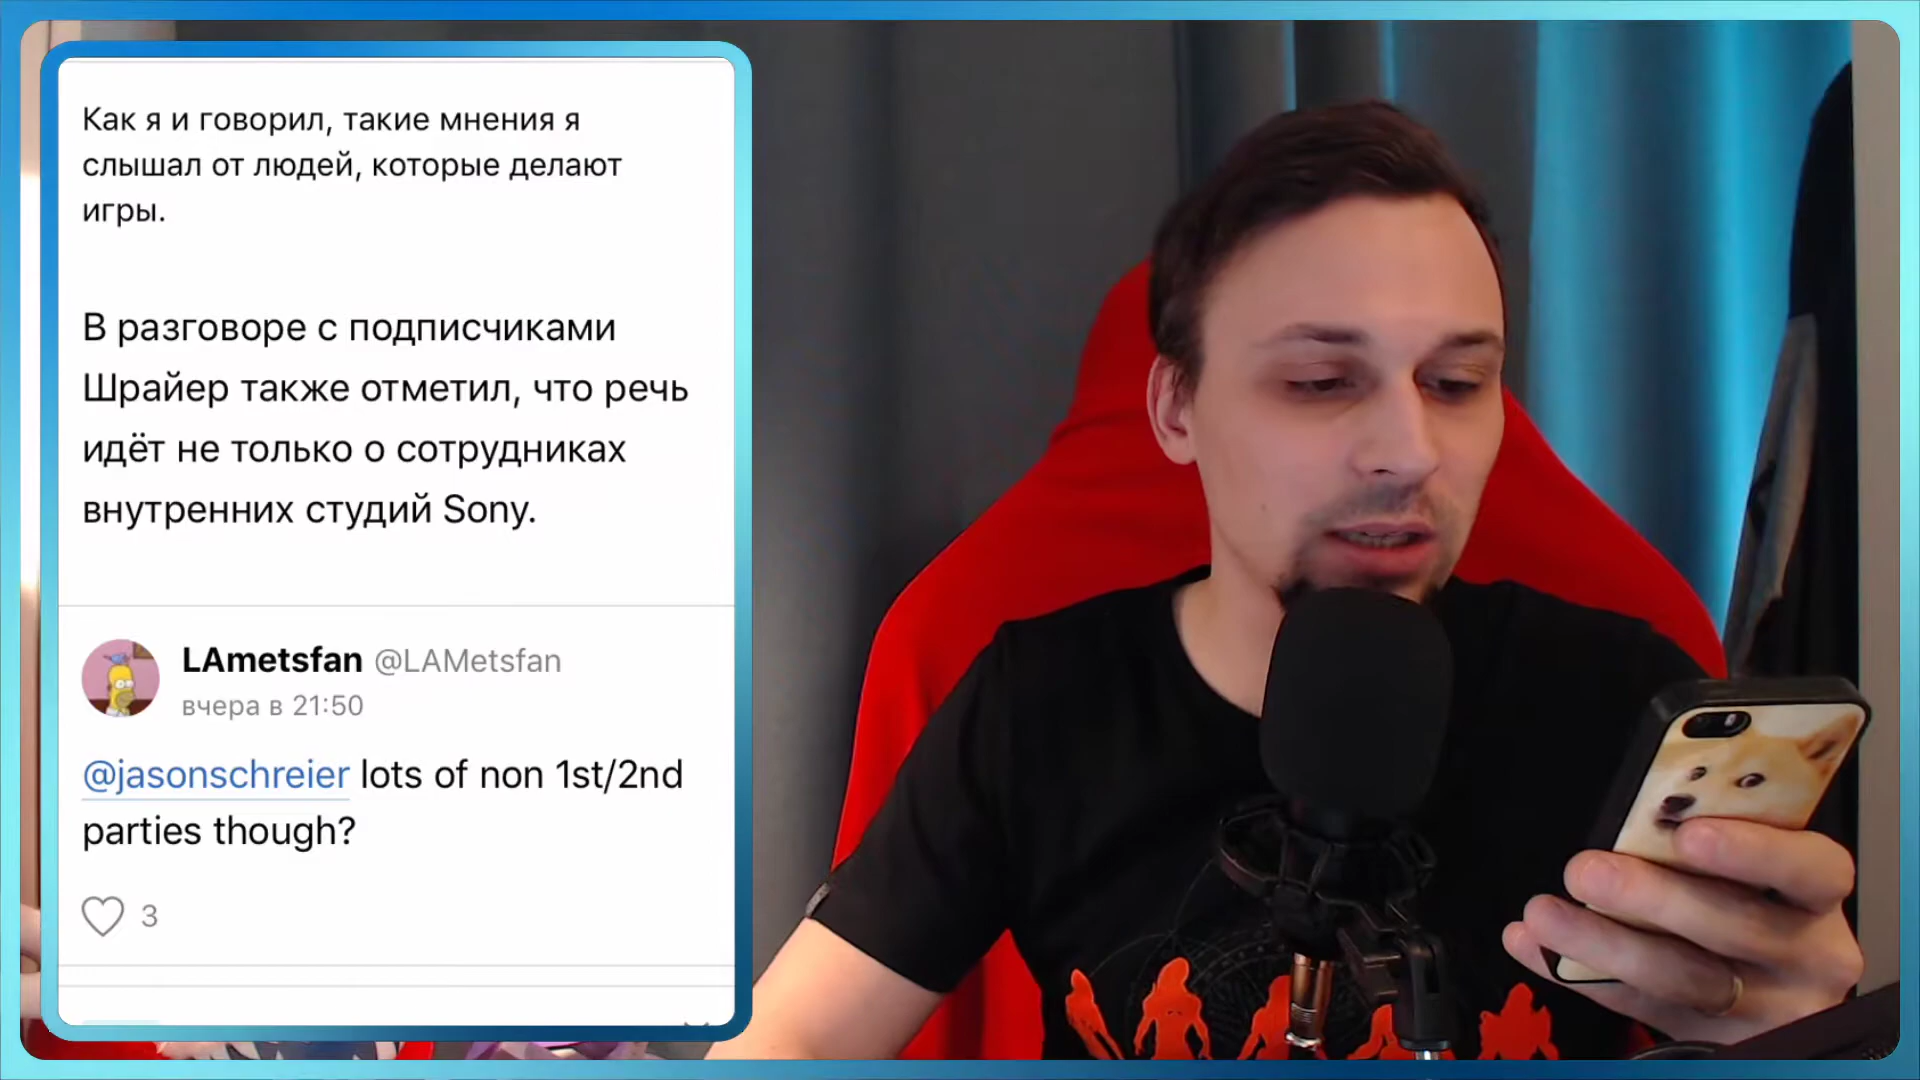 Как я и говорил, такие мнения я
слышал от людей, которые делают
игры.
В разговоре с подписчиками
Шрайер также отметил, что речь
идёт не только о сотрудниках
внутренних студий Sony.
LAmetsfan @LAMetsfan
вчера в 21:50
@jasonschreier lots of non 1st/2nd
parties though?
3